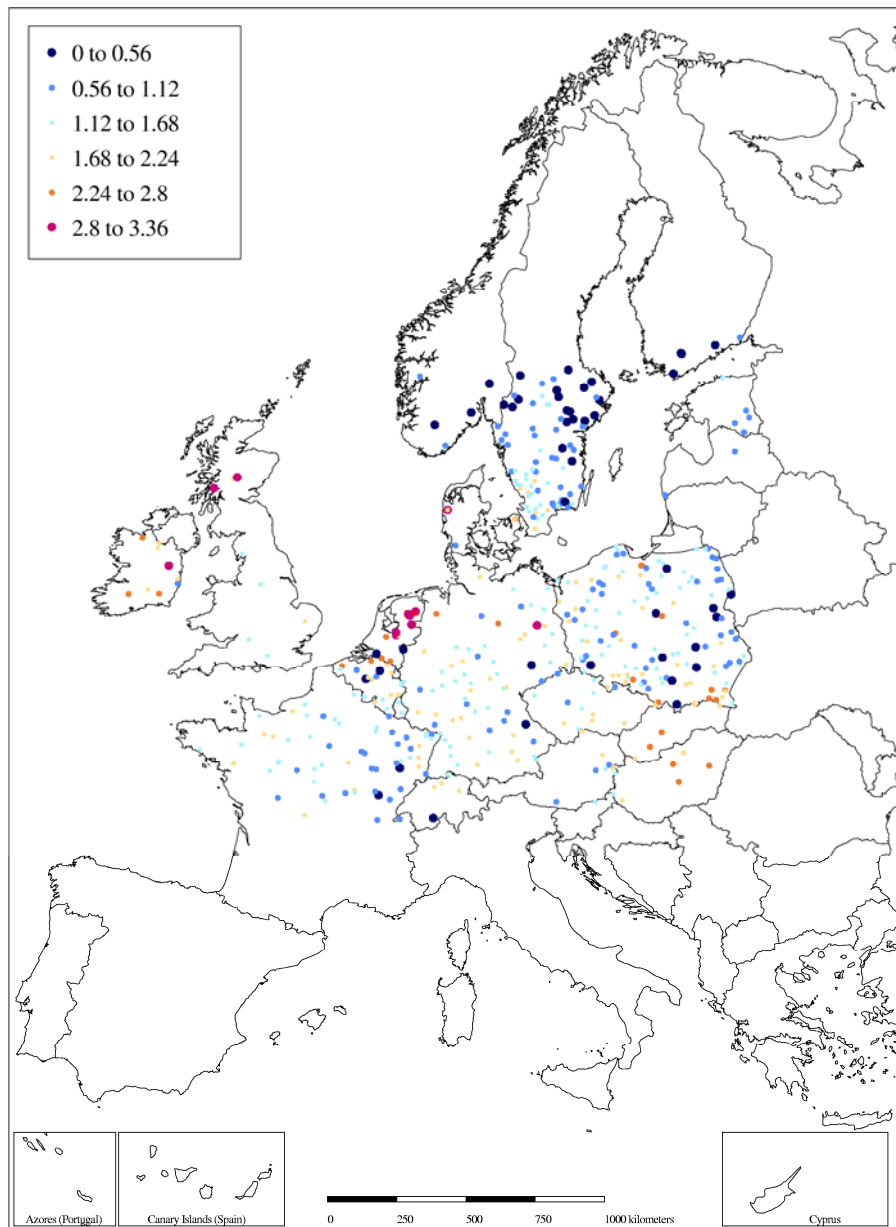 0 to 0.56
0.56 to 1.12
1.12 to 1.68
1.68 to 2.24
2.24 to 2.8
2.8 to 3.36
Azores (Portugal)
Canary Islands (Spain)
0 250 500 750 1000 kilometers
Cyprus